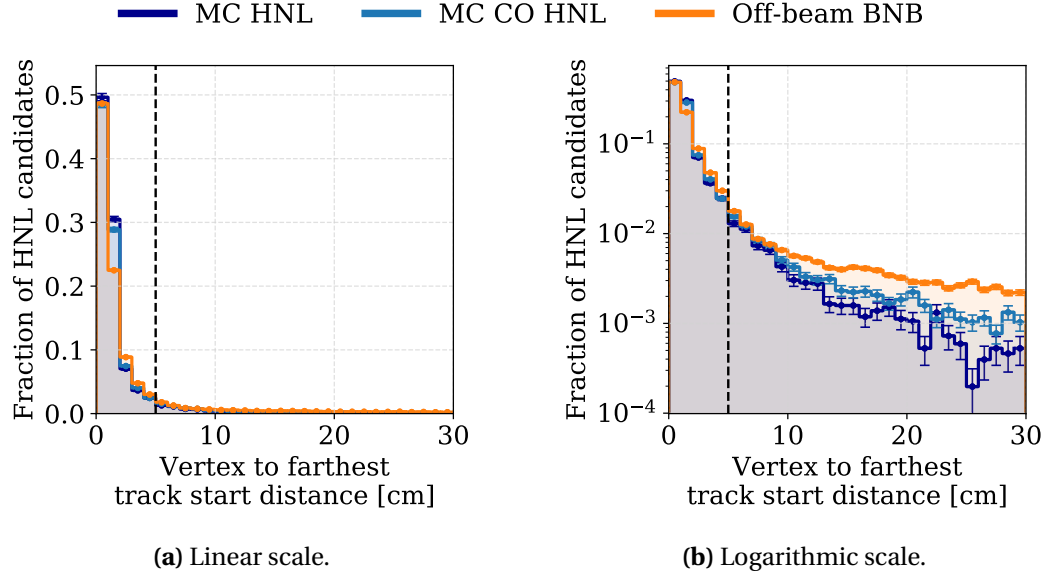 MC HNL MC CO HNL Off-beam BNB
Fraction of HNL candidates
0.5
0.4
0.3
0.2
0.1
0.0
0 10 20 30
Vertex to farthest
track start distance [cm]
(a) Linear scale.
Fraction of HNL candidates
10⁻¹
10⁻²
10⁻³
10⁻⁴
0 10 20 30
Vertex to farthest
track start distance [cm]
(b) Logarithmic scale.